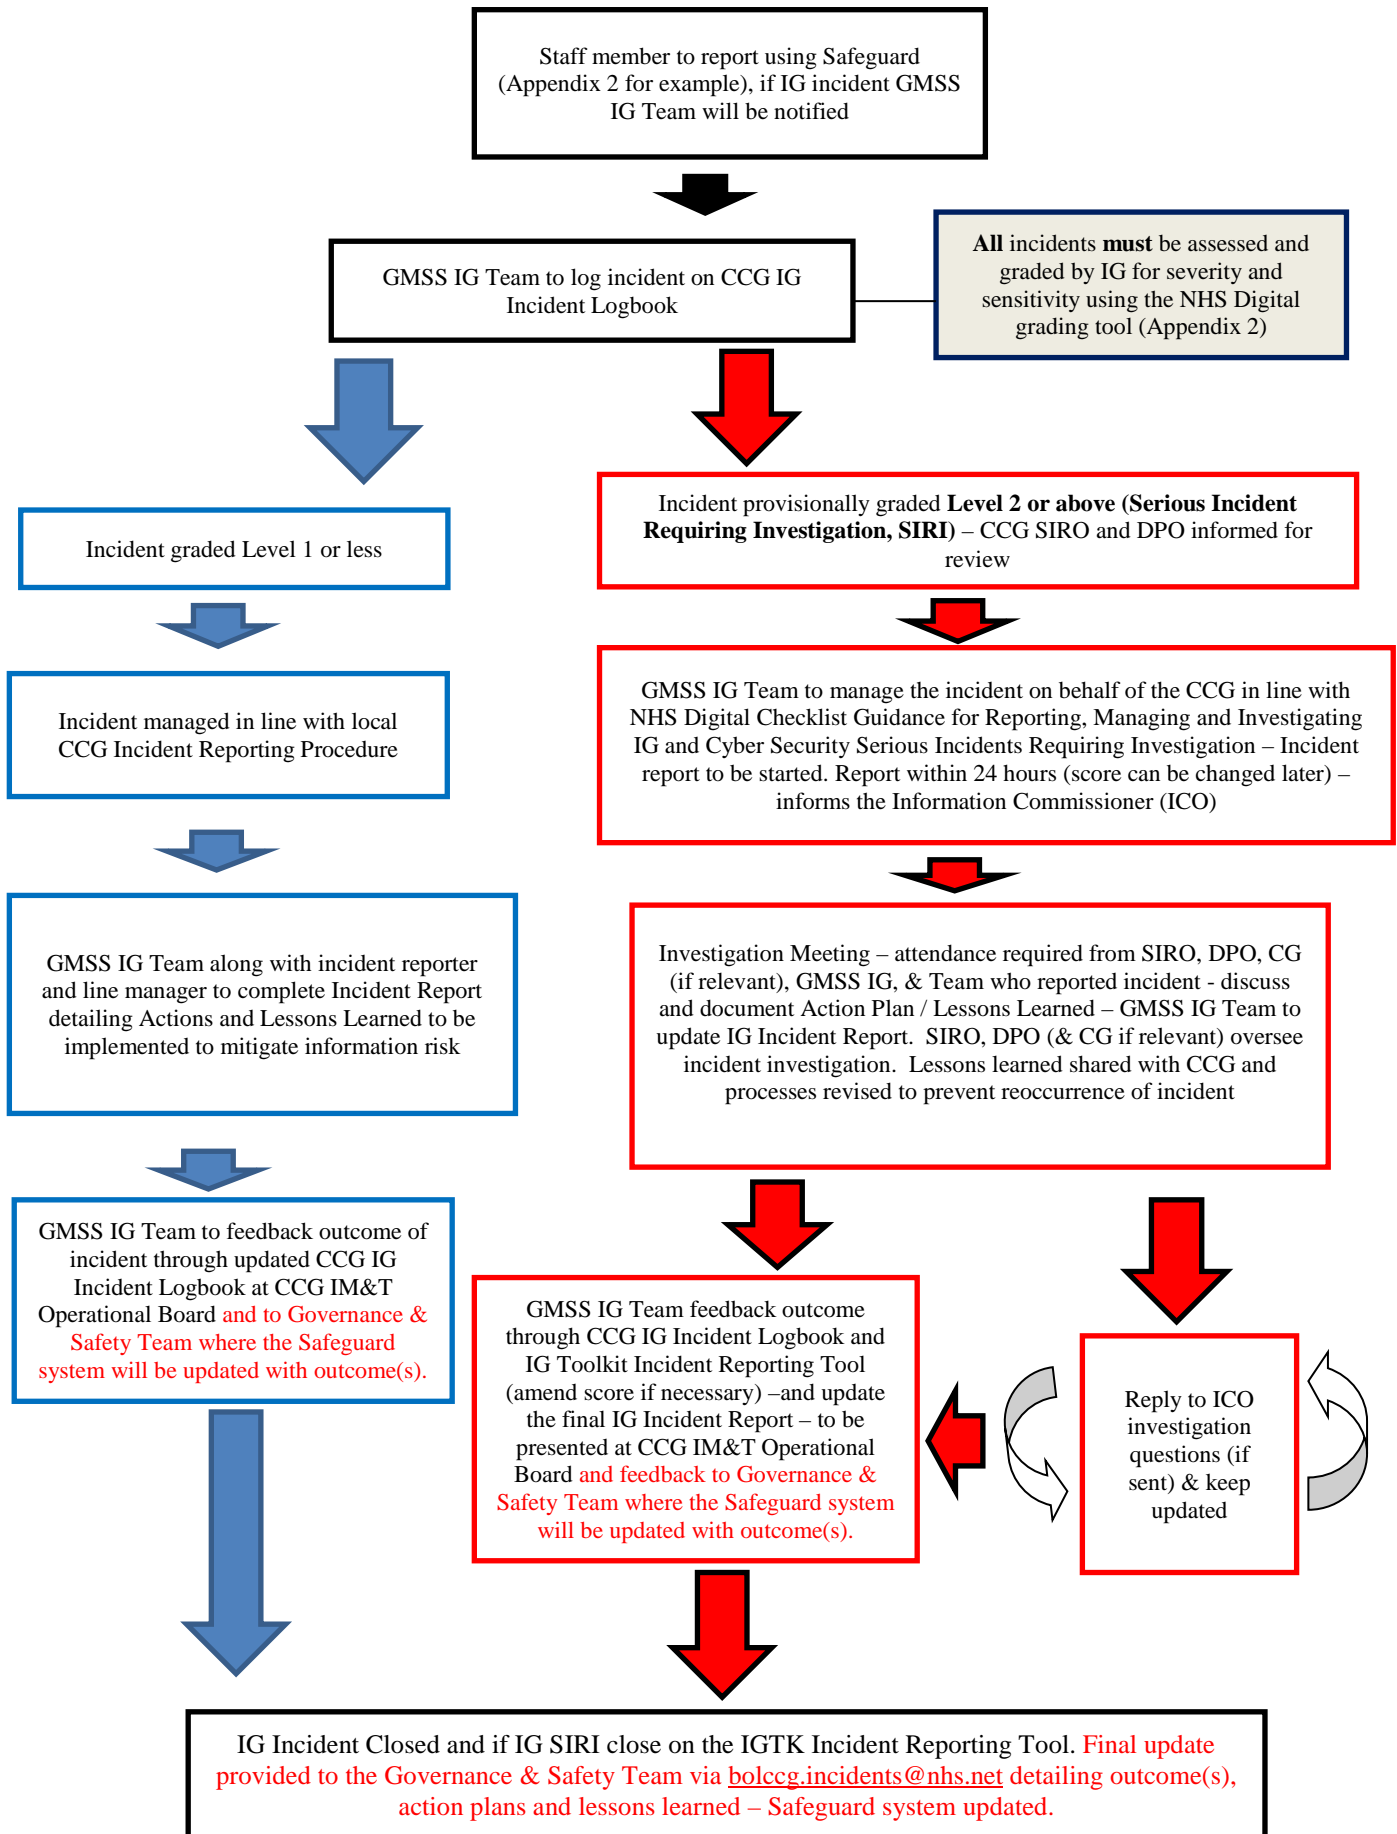 Staff member to report using Safeguard
(Appendix 2 for example), if IG incident GMSS
IG Team will be notified
All incidents must be assessed and
graded by IG for severity and
sensitivity using the NHS Digital
grading tool (Appendix 2)
GMSS IG Team to log incident on CCG IG
Incident Logbook
Incident graded Level 1 or less
Incident provisionally graded Level 2 or above (Serious Incident
Requiring Investigation, SIRI) – CCG SIRO and DPO informed for
review
Incident managed in line with local
CCG Incident Reporting Procedure
GMSS IG Team to manage the incident on behalf of the CCG in line with
NHS Digital Checklist Guidance for Reporting, Managing and Investigating
IG and Cyber Security Serious Incidents Requiring Investigation – Incident
report to be started. Report within 24 hours (score can be changed later) –
informs the Information Commissioner (ICO)
GMSS IG Team along with incident reporter
and line manager to complete Incident Report
detailing Actions and Lessons Learned to be
implemented to mitigate information risk
Investigation Meeting – attendance required from SIRO, DPO, CG
(if relevant), GMSS IG, & Team who reported incident - discuss
and document Action Plan / Lessons Learned – GMSS IG Team to
update IG Incident Report.  SIRO, DPO (& CG if relevant) oversee
incident investigation.  Lessons learned shared with CCG and
processes revised to prevent reoccurrence of incident
GMSS IG Team to feedback outcome of
incident through updated CCG IG
Incident Logbook at CCG IM&T
Operational Board and to Governance &
Safety Team where the Safeguard
system will be updated with outcome(s).
GMSS IG Team feedback outcome
through CCG IG Incident Logbook and
IG Toolkit Incident Reporting Tool
(amend score if necessary) –and update
the final IG Incident Report – to be
presented at CCG IM&T Operational
Board and feedback to Governance &
Safety Team where the Safeguard system
will be updated with outcome(s).
Reply to ICO
investigation
questions (if
sent) & keep
updated
IG Incident Closed and if IG SIRI close on the IGTK Incident Reporting Tool. Final update
provided to the Governance & Safety Team via bolccg.incidents@nhs.net detailing outcome(s),
action plans and lessons learned – Safeguard system updated.